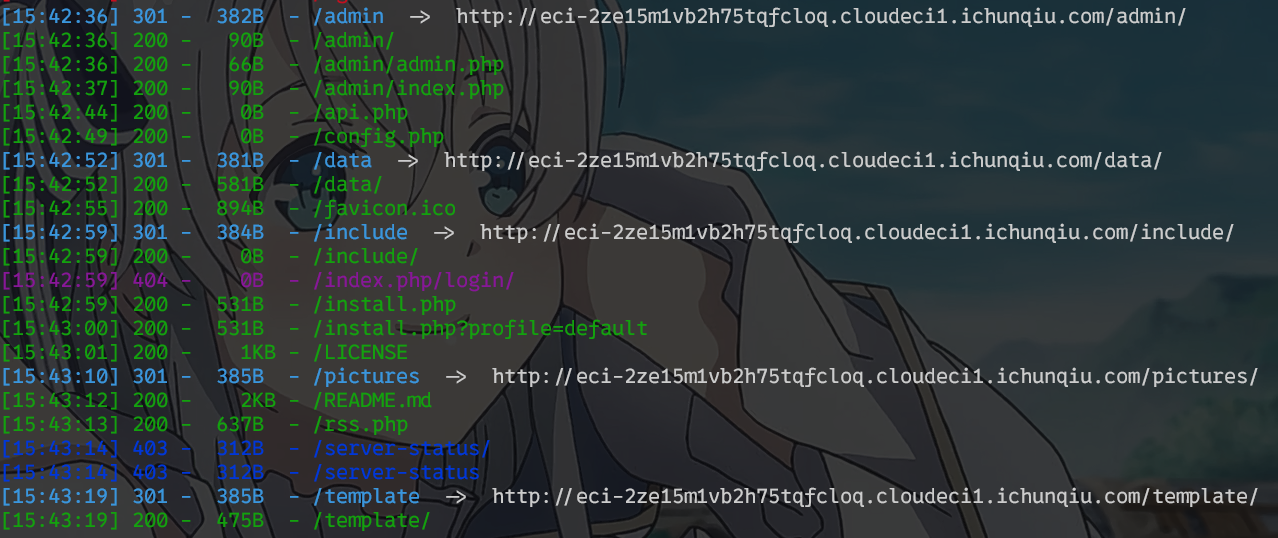 [15:42:36] 301 - 382B - /admin -> http://eci-2ze15m1vb2h75tqfcloq.cloudeci1.ichunqiu.com/admin/
[15:42:36] 200 - 90B - /admin/
[15:42:36] 200 - 66B - /admin/admin.php
[15:42:37] 200 - 90B - /admin/index.php
[15:42:44] 200 - 0B - /api.php
[15:42:49] 200 - 0B - /config.php
[15:42:52] 301 - 381B - /data -> http://eci-2ze15m1vb2h75tqfcloq.cloudeci1.ichunqiu.com/data/
[15:42:52] 200 - 581B - /data/
[15:42:55] 200 - 894B - /favicon.ico
[15:42:59] 301 - 384B - /include -> http://eci-2ze15m1vb2h75tqfcloq.cloudeci1.ichunqiu.com/include/
[15:42:59] 200 - 0B - /include/
[15:42:59] 404 - 0B - /index.php/login/
[15:42:59] 200 - 531B - /install.php
[15:43:00] 200 - 531B - /install.php?profile=default
[15:43:01] 200 - 1KB - /LICENSE
[15:43:10] 301 - 385B - /pictures -> http://eci-2ze15m1vb2h75tqfcloq.cloudeci1.ichunqiu.com/pictures/
[15:43:12] 200 - 2KB - /README.md
[15:43:13] 200 - 637B - /rss.php
[15:43:14] 403 - 312B - /server-status/
[15:43:14] 403 - 312B - /server-status
[15:43:19] 301 - 385B - /template -> http://eci-2ze15m1vb2h75tqfcloq.cloudeci1.ichunqiu.com/template/
[15:43:19] 200 - 475B - /template/